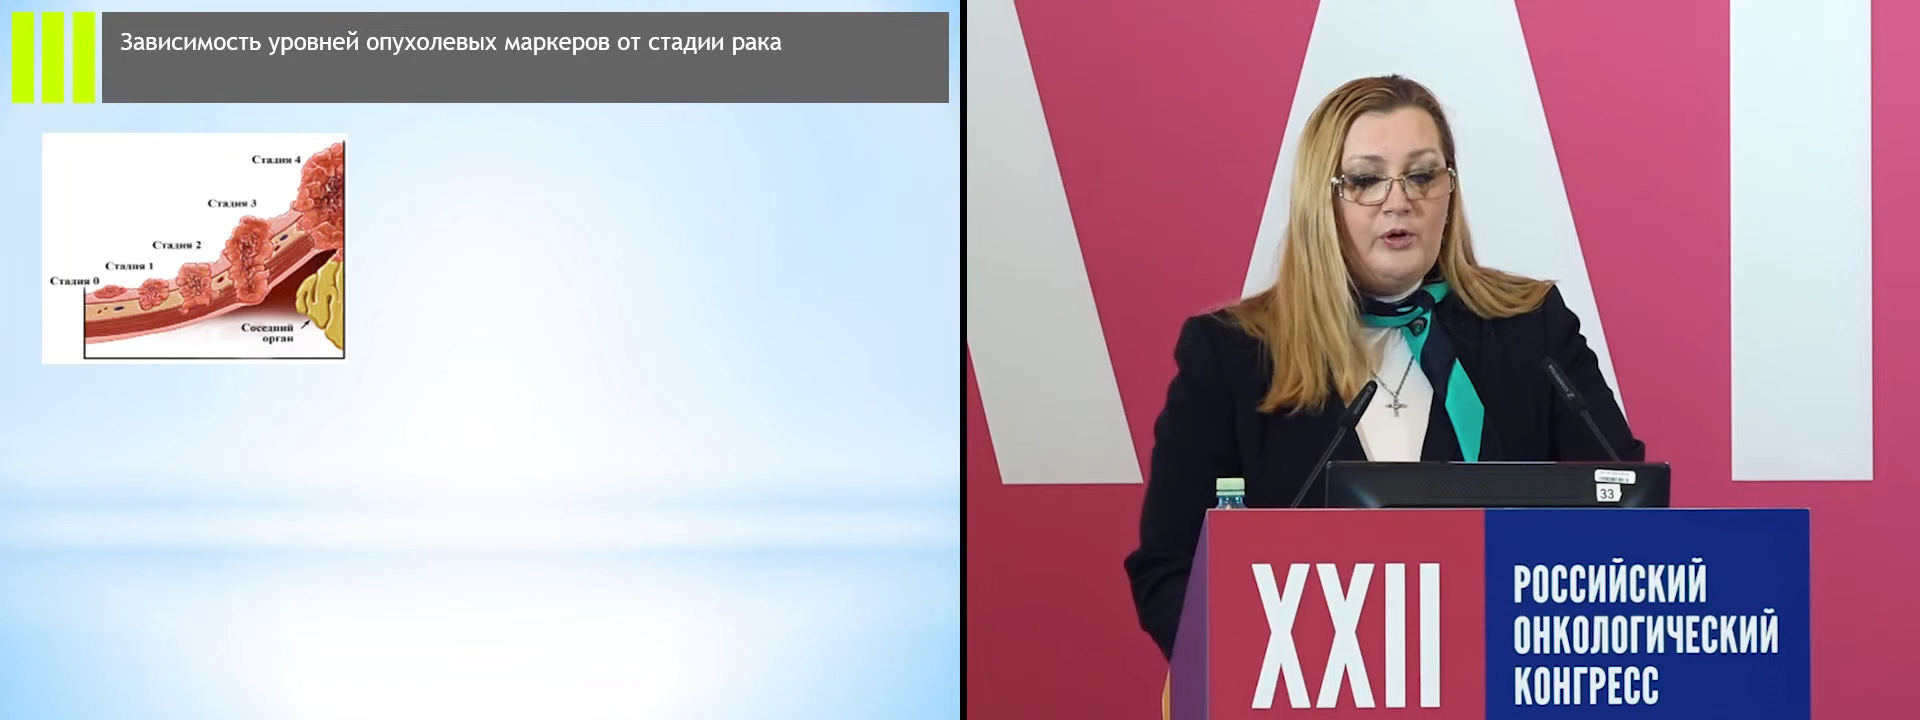 Зависимость уровней опухолевых маркеров от стадии рака
Стадия 4
Стадия 3
Стадия 2
Стадия 1
Стадия 0
Соседний
орган
33
XXII
РОССИЙСКИЙ
ОНКОЛОГИЧЕСКИЙ
КОНГРЕСС